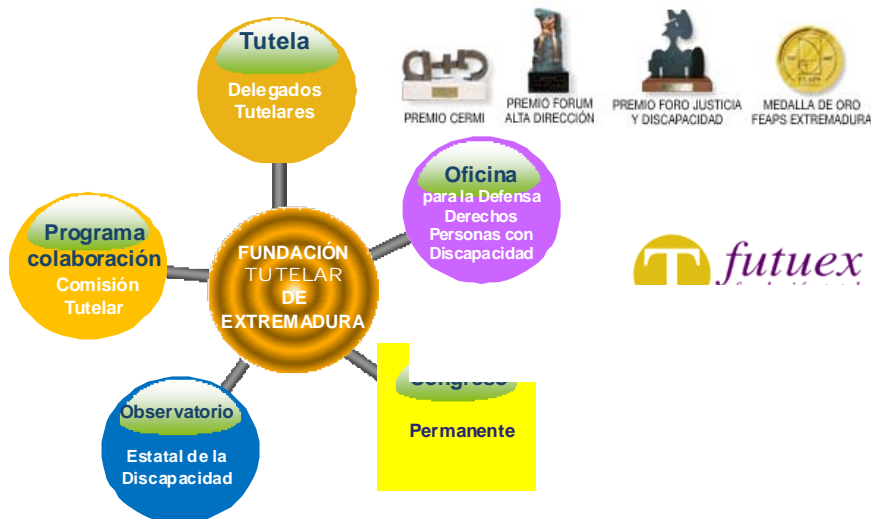 Tutela
Delegados
Tutelares
PREMIO CERMI
PREMIO FORUM
ALTA DIRECCIÓN
PREMIO FORO JUSTICIA
Y DISCAPACIDAD
MEDALLA DE ORO
FEAPS EXTREMADURA
Oficina
para la Defensa
Derechos
Personas con
Discapacidad
Programa
colaboración
Comisión
Tutelar
FUNDACIÓN
TUTELAR
DE
EXTREMADURA
futuex
Congreso
Permanente
Observatorio
Estatal de la
Discapacidad